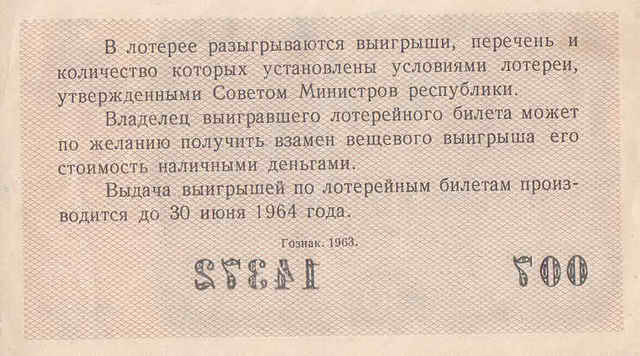 В лотерее разыгрываются выигрыши, перечень и
количество которых установлены условиями лотереи,
утвержденными Советом Министров республики.
Владелец выигравшего лотерейного билета может
по желанию получить взамен вещевого выигрыша его
стоимость наличными деньгами.
Выдача выигрышей по лотерейным билетам произ-
водится до 30 июня 1964 года.
Гознак. 1963.
14372 007